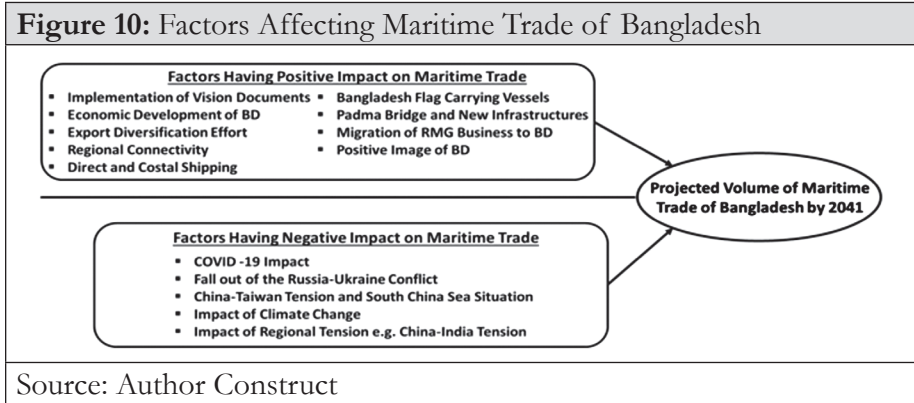 Figure 10: Factors Affecting Maritime Trade of Bangladesh
Factors Having Positive Impact on Maritime Trade
▪ Implementation of Vision Documents
▪ Economic Development of BD
▪ Export Diversification Effort
▪ Regional Connectivity
▪ Direct and Costal Shipping
▪ Bangladesh Flag Carrying Vessels
▪ Padma Bridge and New Infrastructures
▪ Migration of RMG Business to BD
▪ Positive Image of BD
Projected Volume of Maritime
Trade of Bangladesh by 2041
Factors Having Negative Impact on Maritime Trade
▪ COVID -19 Impact
▪ Fall out of the Russia-Ukraine Conflict
▪ China-Taiwan Tension and South China Sea Situation
▪ Impact of Climate Change
▪ Impact of Regional Tension e.g. China-India Tension
Source: Author Construct